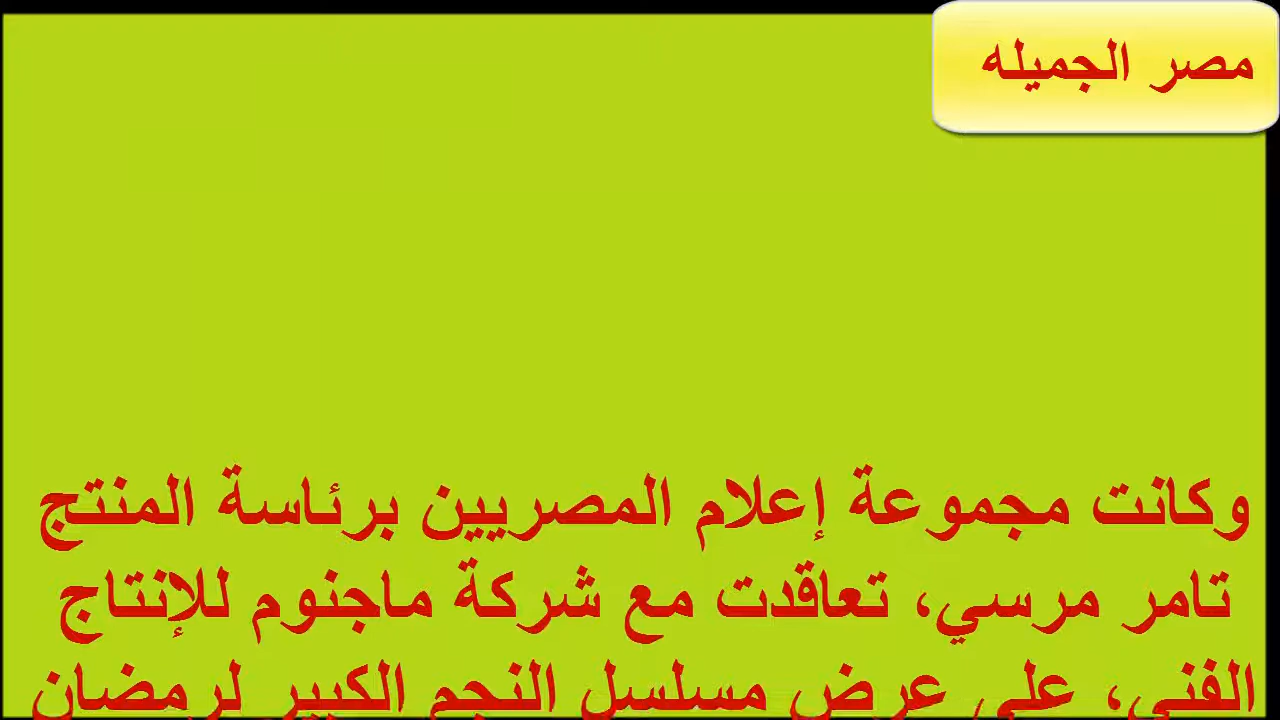 مصر الجميله
وكانت مجموعة إعلام المصريين برئاسة المنتج
تامر مرسي، تعاقدت مع شركة ماجنوم للإنتاج
الفني، على عرض مسلسل النجم الكبير لرمضان